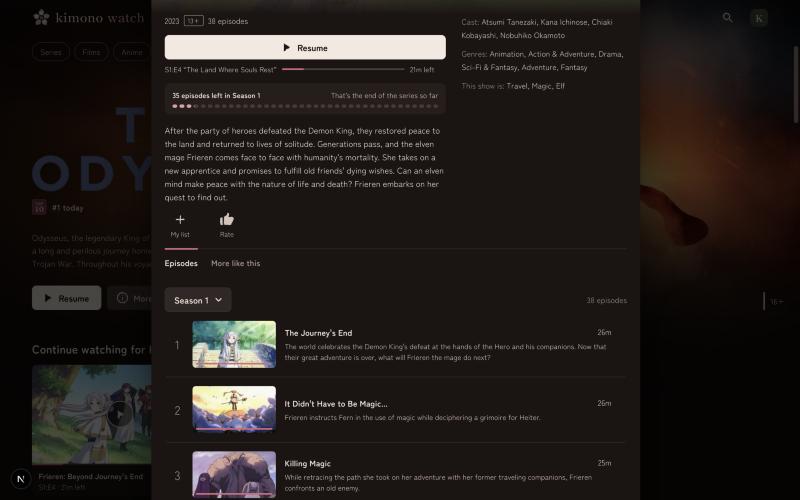 kimono watch
K
Series Films Anime
T
ODY
TOP 10 #1 today
Odysseus, the legendary King of
a long and perilous journey home
Trojan War. Throughout his voya
Resume
More
16+
Continue watching for
Frieren: Beyond Journey's End
S1:E4 · 21m left
N
2023 13+ 38 episodes
Resume
S1:E4 "The Land Where Souls Rest" 21m left
35 episodes left in Season 1 That's the end of the series so far
After the party of heroes defeated the Demon King, they restored peace to
the land and returned to lives of solitude. Generations pass, and the elven
mage Frieren comes face to face with humanity's mortality. She takes on a
new apprentice and promises to fulfill old friends' dying wishes. Can an elven
mind make peace with the nature of life and death? Frieren embarks on her
quest to find out.
My list Rate
Cast: Atsumi Tanezaki, Kana Ichinose, Chiaki
Kobayashi, Nobuhiko Okamoto
Genres: Animation, Action & Adventure, Drama,
Sci-Fi & Fantasy, Adventure, Fantasy
This show is: Travel, Magic, Elf
Episodes More like this
Season 1 38 episodes
1
The Journey's End 26m
The world celebrates the Demon King's defeat at the hands of the Hero and his companions. Now that
their great adventure is over, what will Frieren the mage do next?
2
It Didn't Have to Be Magic... 26m
Frieren instructs Fern in the use of magic while deciphering a grimoire for Heiter.
3
Killing Magic 25m
While retracing the path she took on her adventure with her former traveling companions, Frieren
confronts an old enemy.